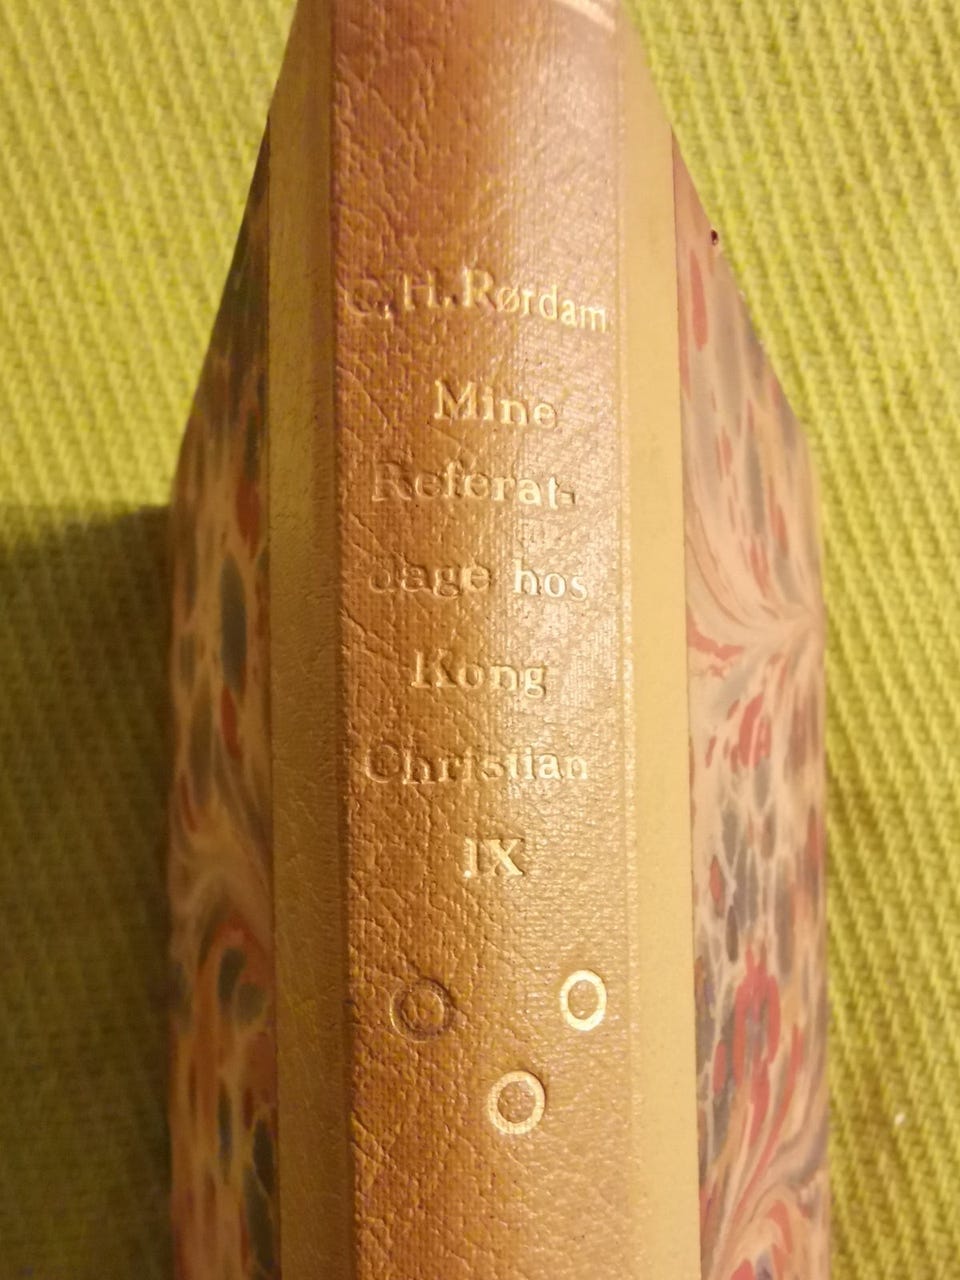 C. H. Rørdam
Mine
Referat-
dage hos
Kong
Christian
IX